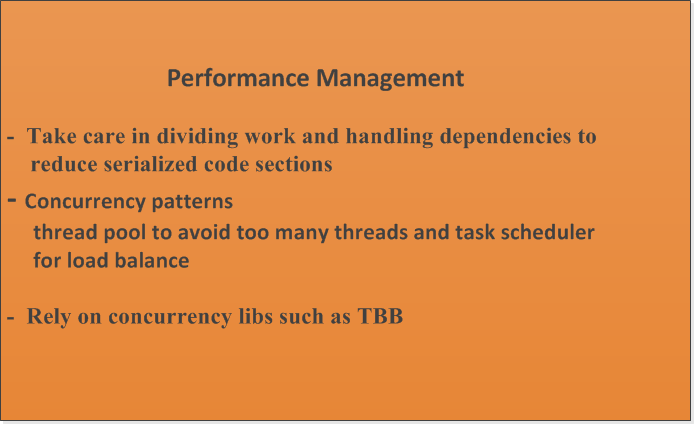 Performance Management
- Take care in dividing work and handling dependencies to
reduce serialized code sections
- Concurrency patterns
thread pool to avoid too many threads and task scheduler
for load balance
- Rely on concurrency libs such as TBB